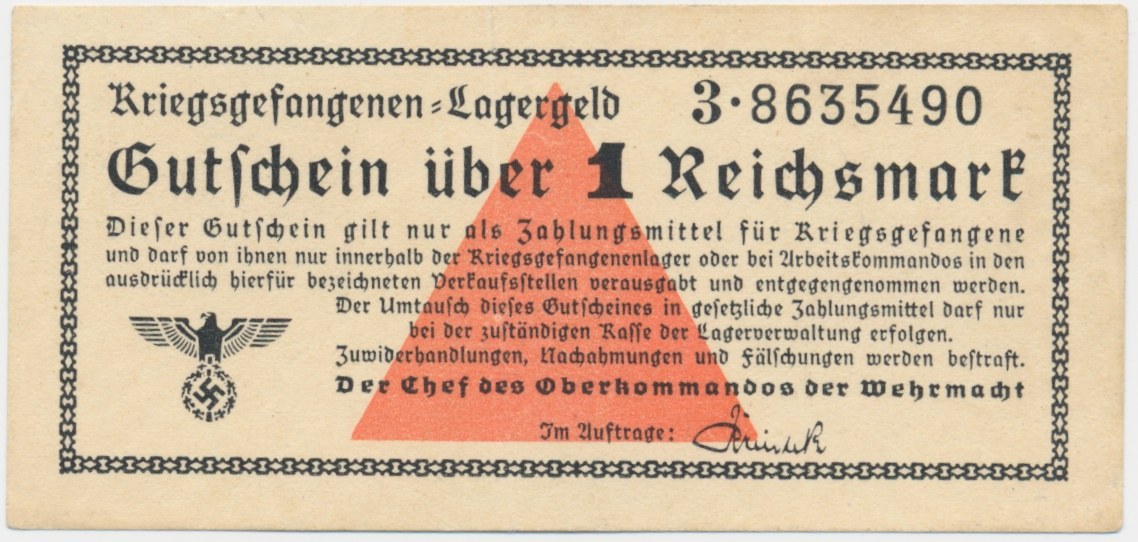 Kriegsgefangenen-Lagergeld 3·8635490
Gutschein über 1 Reichsmark
Dieser Gutschein gilt nur als Zahlungsmittel für Kriegsgefangene
und darf von ihnen nur innerhalb der Kriegsgefangenenlager oder bei Arbeitskommandos in den
ausdrücklich hierfür bezeichneten Verkaufsstellen verausgabt und entgegengenommen werden.
Der Umtausch dieses Gutscheines in gesetzliche Zahlungsmittel darf nur
bei der zuständigen Kasse der Lagerverwaltung erfolgen.
Zuwiderhandlungen, Nachahmungen und Fälschungen werden bestraft.
Der Chef des Oberkommandos der Wehrmacht
Im Auftrage: